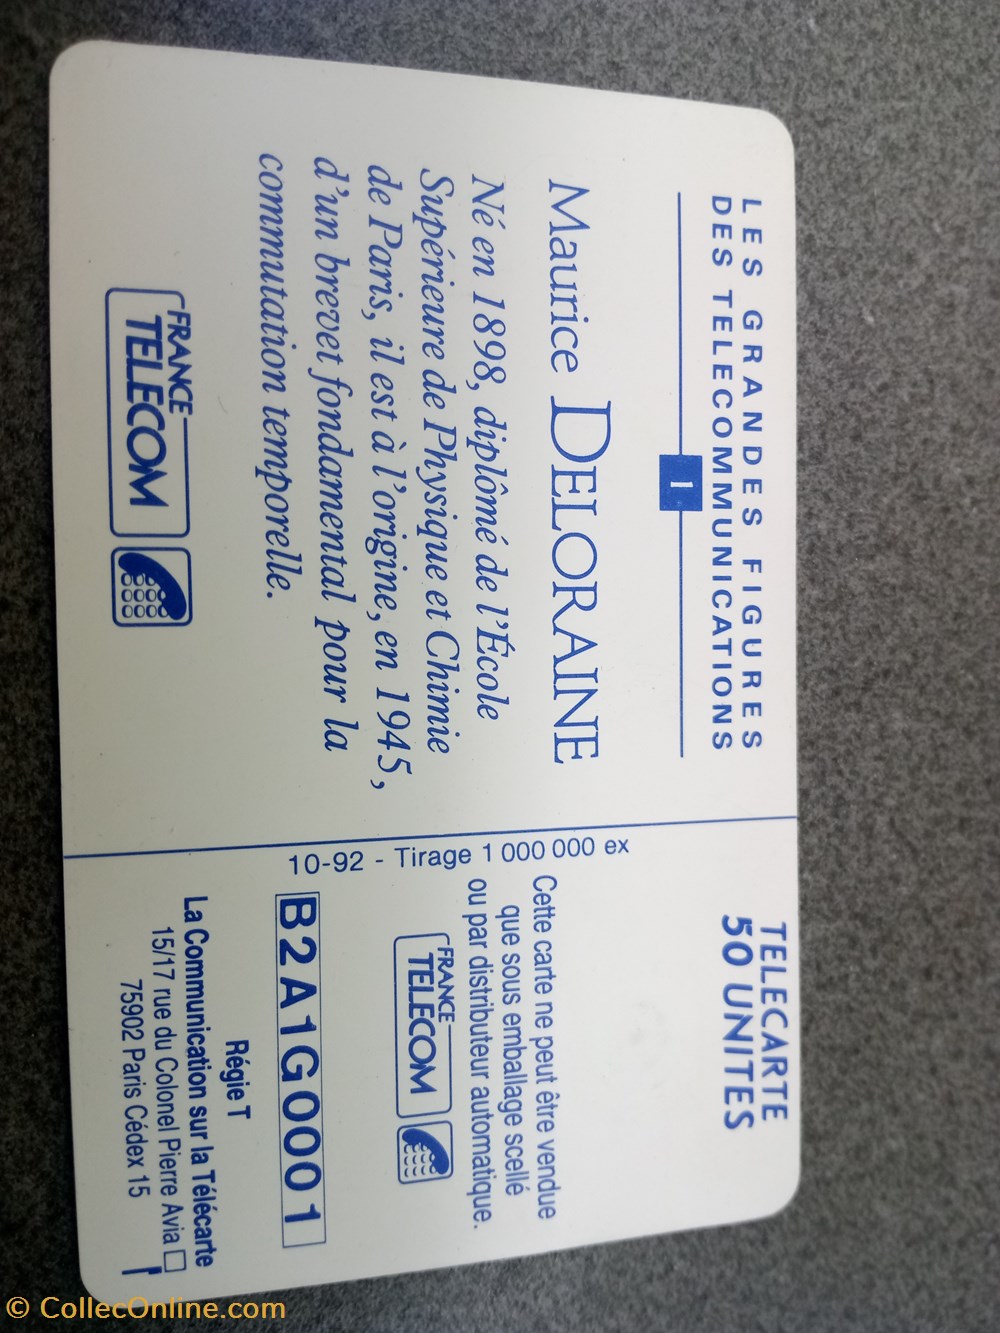 LES GRANDES FIGURES
DES TELECOMMUNICATIONS
1
Maurice DELORAINE
Né en 1898, diplômé de l'École
Supérieure de Physique et Chimie
de Paris, il est à l'origine, en 1945,
d'un brevet fondamental pour la
commutation temporelle.
FRANCE
TELECOM
TELECARTE
50 UNITES
10-92 - Tirage 1 000 000 ex
Cette carte ne peut être vendue
que sous emballage scellé
ou par distributeur automatique.
FRANCE
TELECOM
B2A1G0001
Régie T
La Communication sur la Télécarte
15/17 rue du Colonel Pierre Avia
75902 Paris Cédex 15
© CollecOnline.com